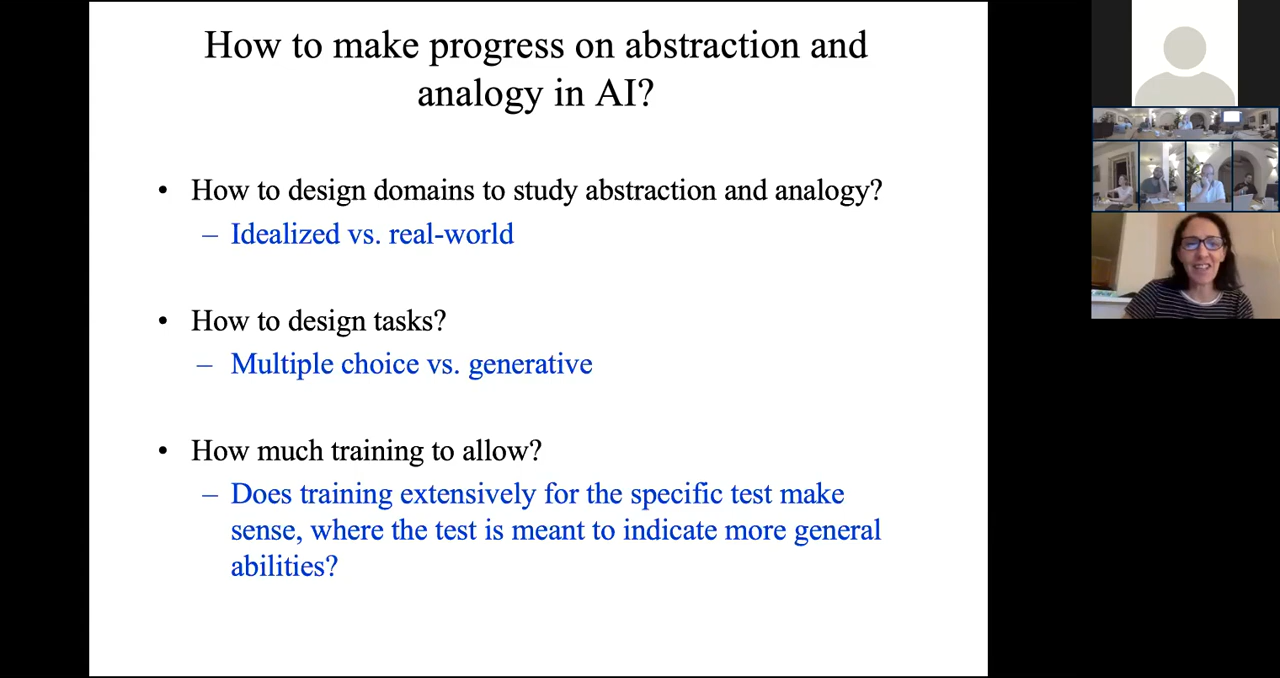 How to make progress on abstraction and
analogy in AI?
• How to design domains to study abstraction and analogy?
– Idealized vs. real-world
• How to design tasks?
– Multiple choice vs. generative
• How much training to allow?
– Does training extensively for the specific test make
sense, where the test is meant to indicate more general
abilities?